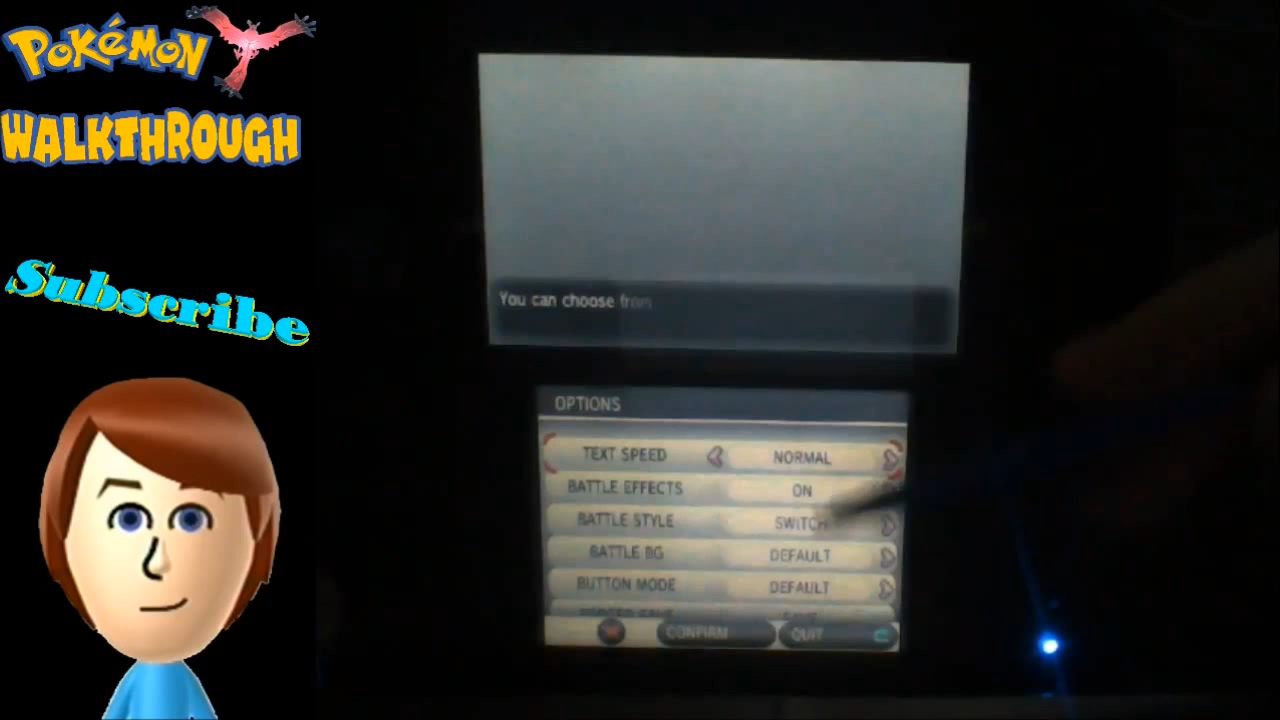 Pokémon
WALKTHROUGH
Subscribe
You can choose from
OPTIONS
TEXT SPEED NORMAL
BATTLE EFFECTS ON
BATTLE STYLE SWITCH
BATTLE BG DEFAULT
BUTTON MODE DEFAULT
CONFIRM QUIT